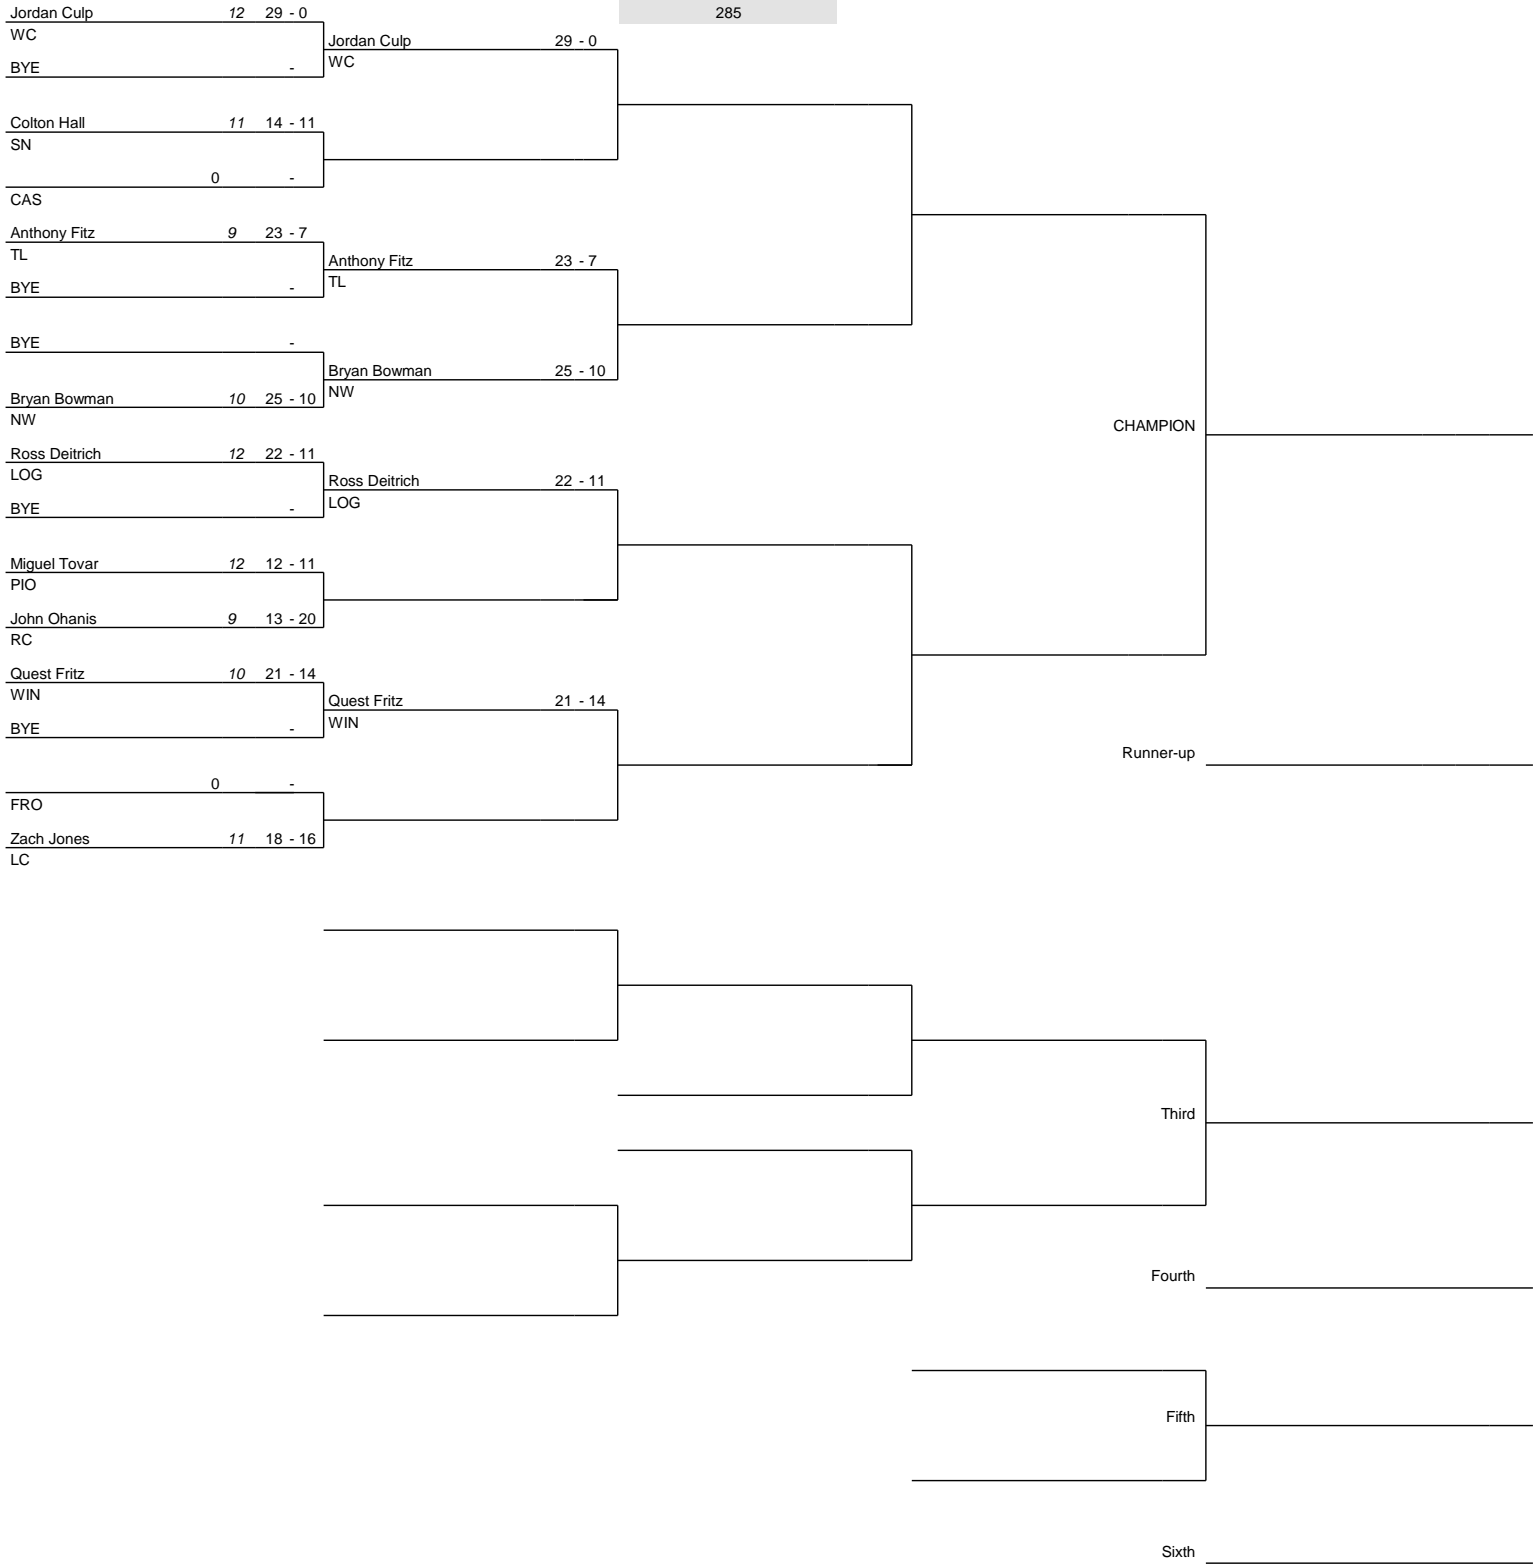 Jordan Culp 12 29 - 0 285
WC
Jordan Culp 29 - 0
WC
BYE -
Colton Hall 11 14 - 11
SN
0 -
CAS
Anthony Fitz 9 23 - 7
TL
Anthony Fitz 23 - 7
TL
BYE -
BYE -
Bryan Bowman 25 - 10
NW
Bryan Bowman 10 25 - 10
NW
CHAMPION
Ross Deitrich 12 22 - 11
LOG
Ross Deitrich 22 - 11
LOG
BYE -
Miguel Tovar 12 12 - 11
PIO
John Ohanis 9 13 - 20
RC
Quest Fritz 10 21 - 14
WIN
Quest Fritz 21 - 14
WIN
BYE -
Runner-up
0 -
FRO
Zach Jones 11 18 - 16
LC
Third
Fourth
Fifth
Sixth